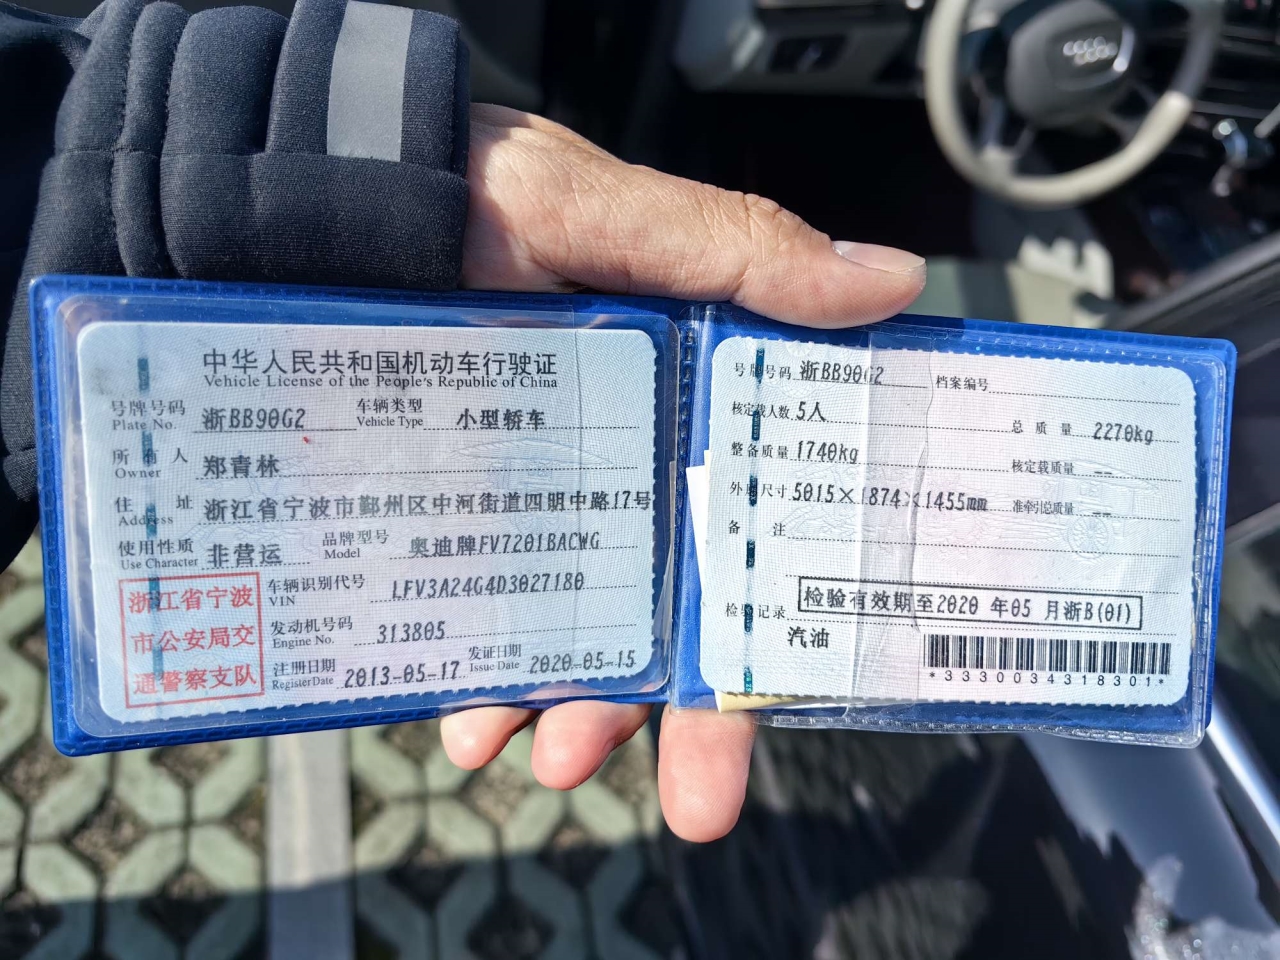 中华人民共和国机动车行驶证
Vehicle License of the People's Republic of China
号牌号码 Plate No. 浙BB90G2 车辆类型 Vehicle Type 小型轿车
所有人 Owner 郑青林
住址 Address 浙江省宁波市鄞州区中河街道四明中路17号
使用性质 Use Character 非营运 品牌型号 Model 奥迪牌FV7201BACWG
浙江省宁波
市公安局交
通警察支队
车辆识别代号 VIN LFV3A24G4D3027180
发动机号码 Engine No. 313805
注册日期 Register Date 2013-05-17 发证日期 Issue Date 2020-05-15
号牌号码 浙BB90G2 档案编号
核定载人数 5人 总质量 2270kg
整备质量 1740kg 核定载质量 --
外廓尺寸 5015×1874×1455mm 准牵引总质量 --
备注
检验记录 检验有效期至2020 年05 月浙B(01)
汽油
*3330034318301*